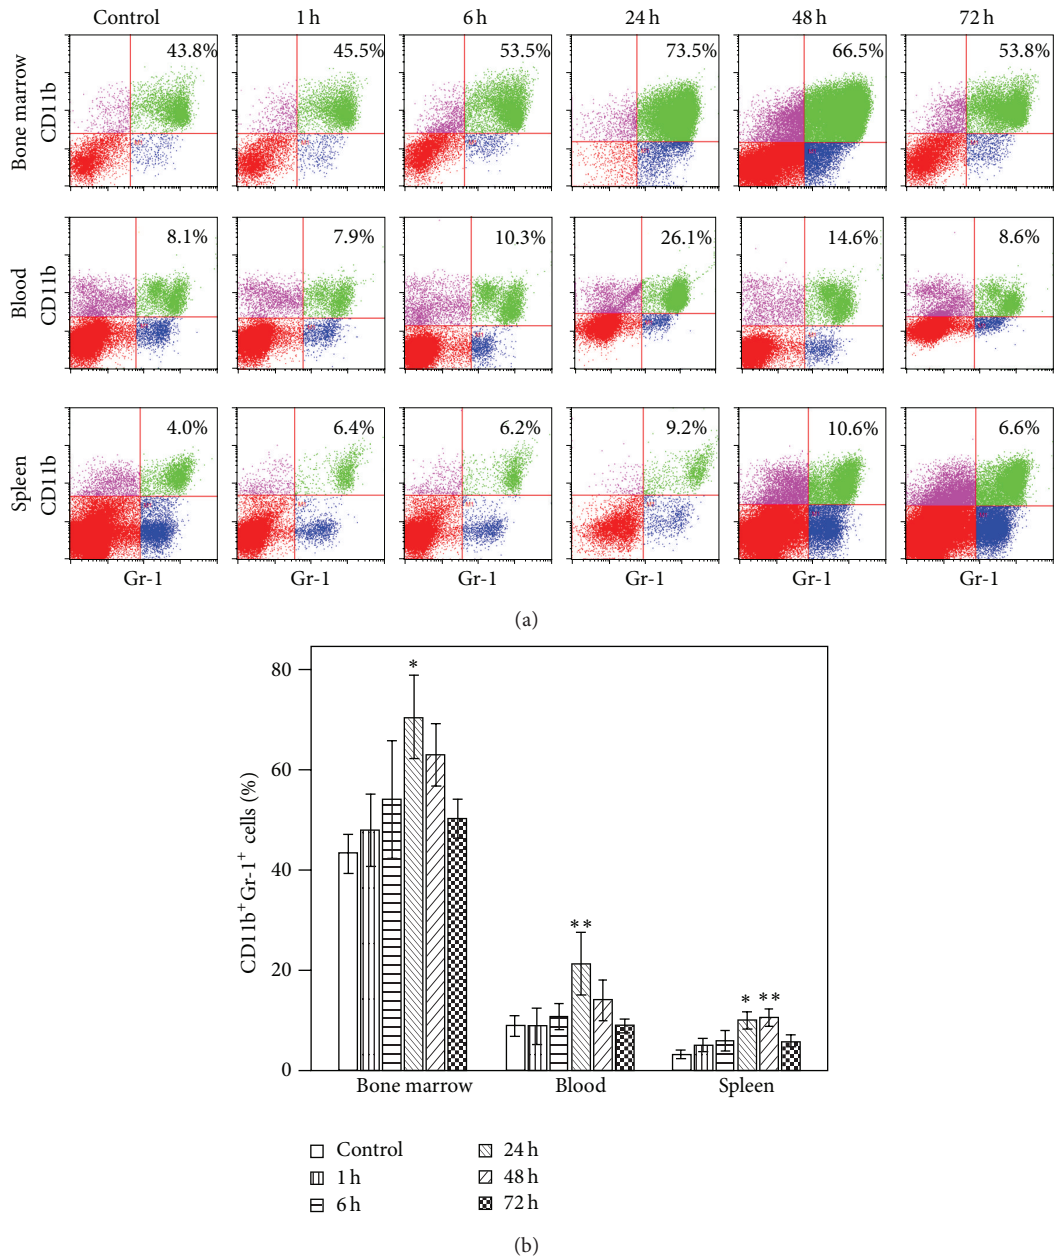 Control 1 h 6 h 24 h 48 h 72 h
Bone marrow
CD11b
43.8% 45.5% 53.5% 73.5% 66.5% 53.8%
Blood
CD11b
8.1% 7.9% 10.3% 26.1% 14.6% 8.6%
Spleen
CD11b
4.0% 6.4% 6.2% 9.2% 10.6% 6.6%
Gr-1 Gr-1 Gr-1 Gr-1 Gr-1 Gr-1
(a)
CD11b⁺Gr-1⁺ cells (%)
80
60
40
20
0
*
**
* **
Bone marrow Blood Spleen
Control 24 h
1 h 48 h
6 h 72 h
(b)